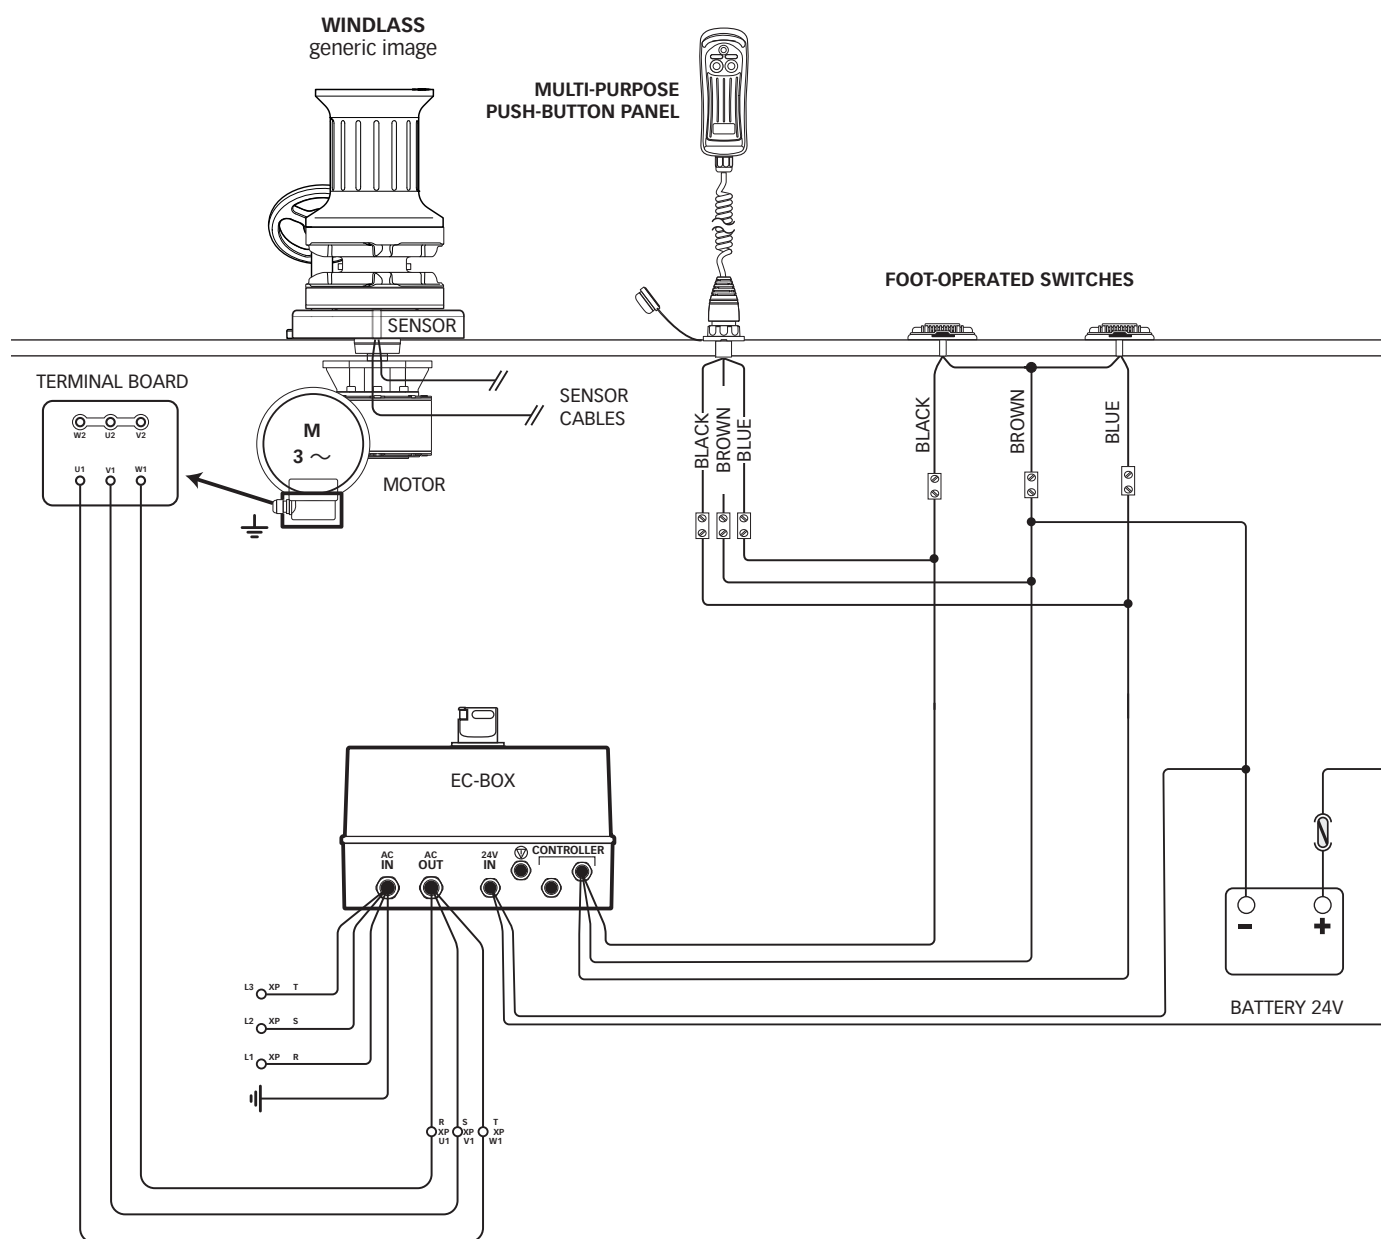 WINDLASS
generic image
MULTI-PURPOSE
PUSH-BUTTON PANEL
FOOT-OPERATED SWITCHES
SENSOR
TERMINAL BOARD
SENSOR
CABLES
W2 U2 V2
U1 V1 W1
M
3 ~
MOTOR
BLACK
BROWN
BLUE
BLACK
BROWN
BLUE
EC-BOX
AC
IN
AC
OUT
24V
IN
CONTROLLER
- +
BATTERY 24V
L3 XP T
L2 XP S
L1 XP R
R S T
XP XP XP
U1 V1 W1